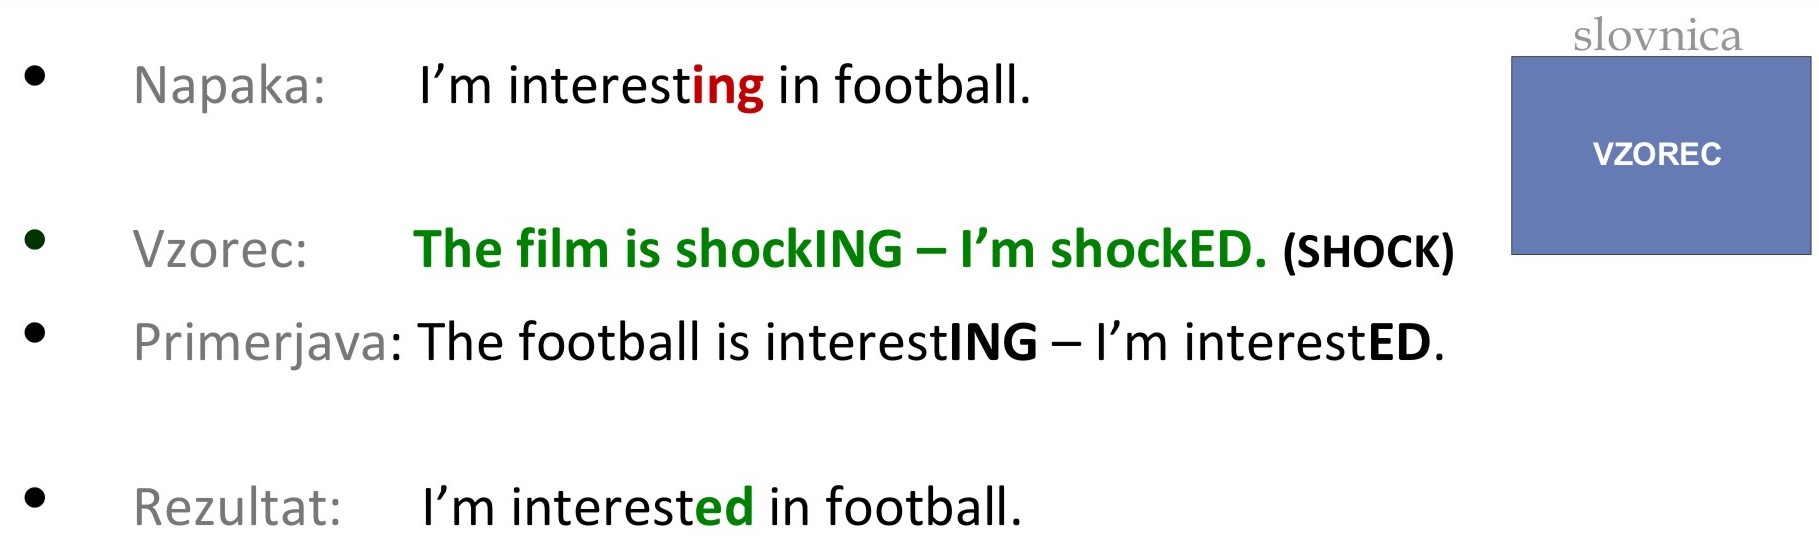 slovnica
• Napaka: I’m interesting in football.
VZOREC
• Vzorec: The film is shockING – I’m shockED. (SHOCK)
• Primerjava: The football is interestING – I’m interestED.
• Rezultat: I’m interested in football.